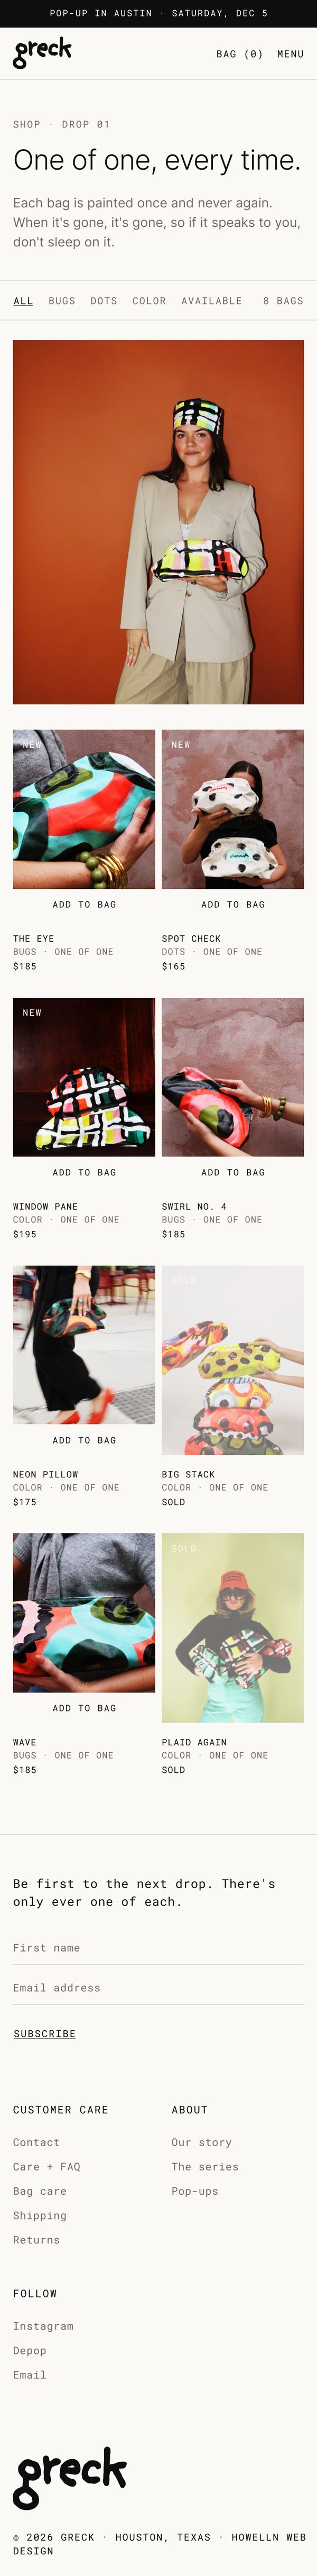 POP-UP IN AUSTIN · SATURDAY, DEC 5
greck
BAG (0) MENU
SHOP · DROP 01
One of one, every time.
Each bag is painted once and never again.
When it's gone, it's gone, so if it speaks to you,
don't sleep on it.
ALL BUGS DOTS COLOR AVAILABLE 8 BAGS
NEW
ADD TO BAG
THE EYE
BUGS · ONE OF ONE
$185
NEW
greck
ADD TO BAG
SPOT CHECK
DOTS · ONE OF ONE
$165
NEW
ADD TO BAG
WINDOW PANE
COLOR · ONE OF ONE
$195
ADD TO BAG
SWIRL NO. 4
BUGS · ONE OF ONE
$185
ADD TO BAG
NEON PILLOW
COLOR · ONE OF ONE
$175
SOLD
BIG STACK
COLOR · ONE OF ONE
SOLD
ADD TO BAG
WAVE
BUGS · ONE OF ONE
$185
SOLD
PLAID AGAIN
COLOR · ONE OF ONE
SOLD
Be first to the next drop. There's
only ever one of each.
First name
Email address
SUBSCRIBE
CUSTOMER CARE
Contact
Care + FAQ
Bag care
Shipping
Returns
ABOUT
Our story
The series
Pop-ups
FOLLOW
Instagram
Depop
Email
greck
© 2026 GRECK · HOUSTON, TEXAS · HOWELLN WEB
DESIGN